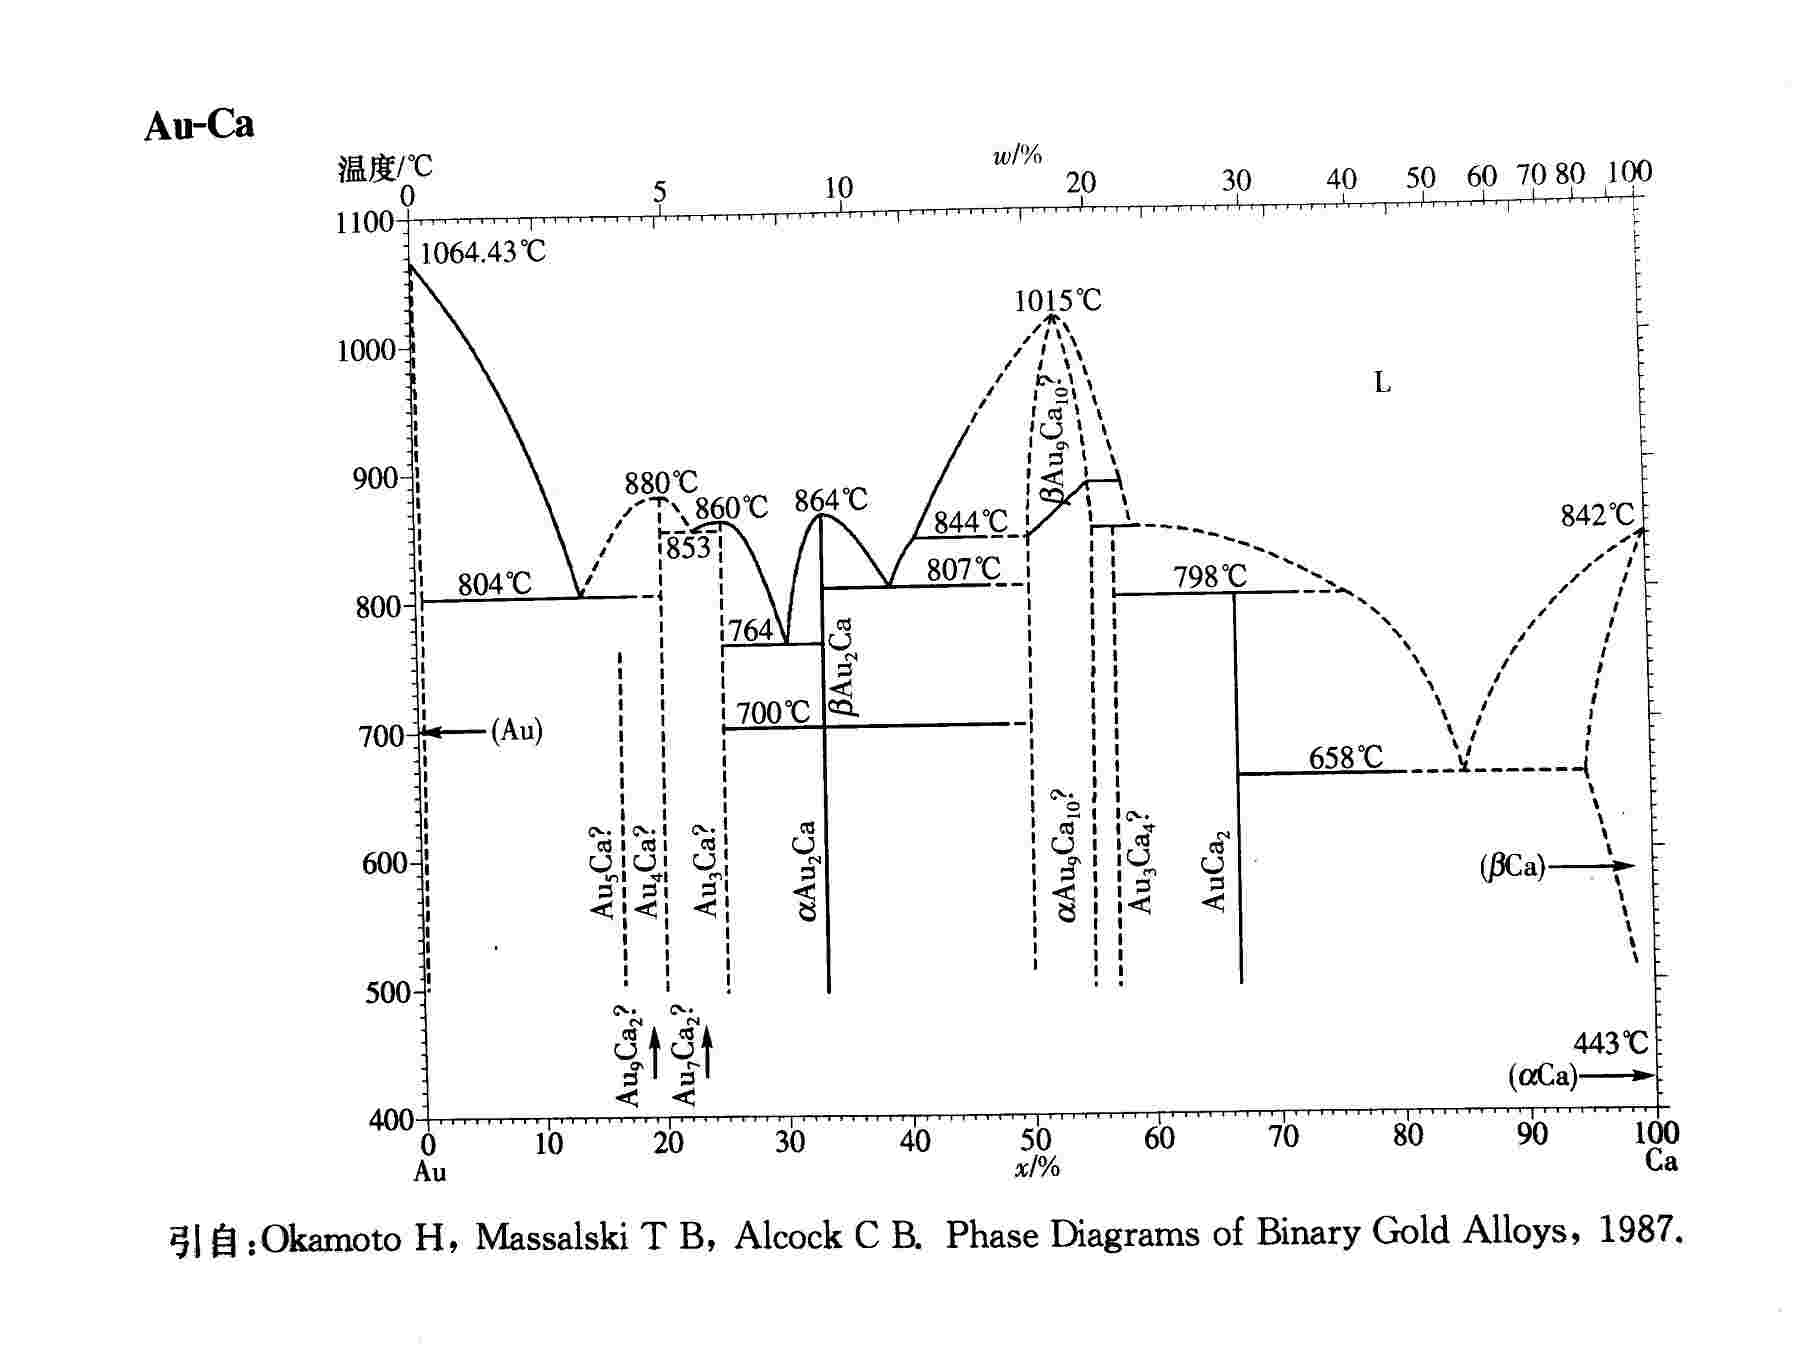 Au-Ca
w/%
温度/℃
0 5 10 20 30 40 50 60 70 80 100
1100
1064.43℃
1015℃
1000
L
βAu₉Ca₁₀?
900
880℃
860℃
864℃
844℃
842℃
853
807℃
804℃
798℃
800
764
βAu₂Ca
700℃
700
(Au)
658℃
600
Au₅Ca?
Au₄Ca?
Au₃Ca?
αAu₂Ca
αAu₉Ca₁₀?
Au₃Ca₄?
AuCa₂
(βCa)
500
Au₉Ca₂?
Au₇Ca₂?
443℃
(αCa)
400
0 10 20 30 40 50 60 70 80 90 100
Au x/% Ca
引自:Okamoto H, Massalski T B, Alcock C B. Phase Diagrams of Binary Gold Alloys, 1987.